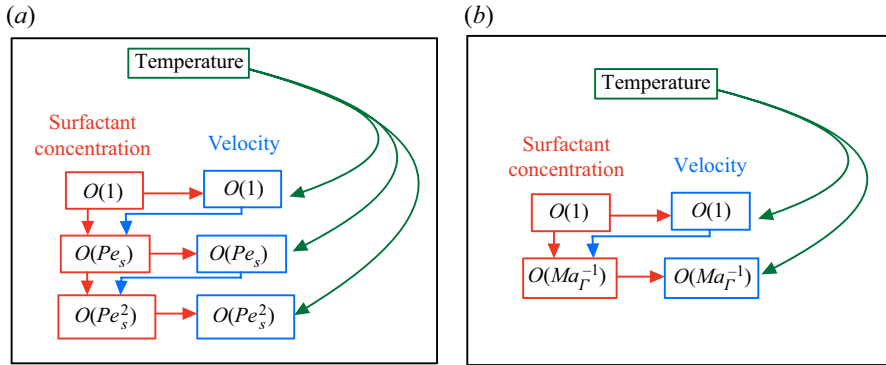 (a)
Temperature
Surfactant
concentration
Velocity
O(1)
O(1)
O(Pe_s)
O(Pe_s)
O(Pe_s^2)
O(Pe_s^2)
(b)
Temperature
Surfactant
concentration
Velocity
O(1)
O(1)
O(Ma_Γ^{-1})
O(Ma_Γ^{-1})